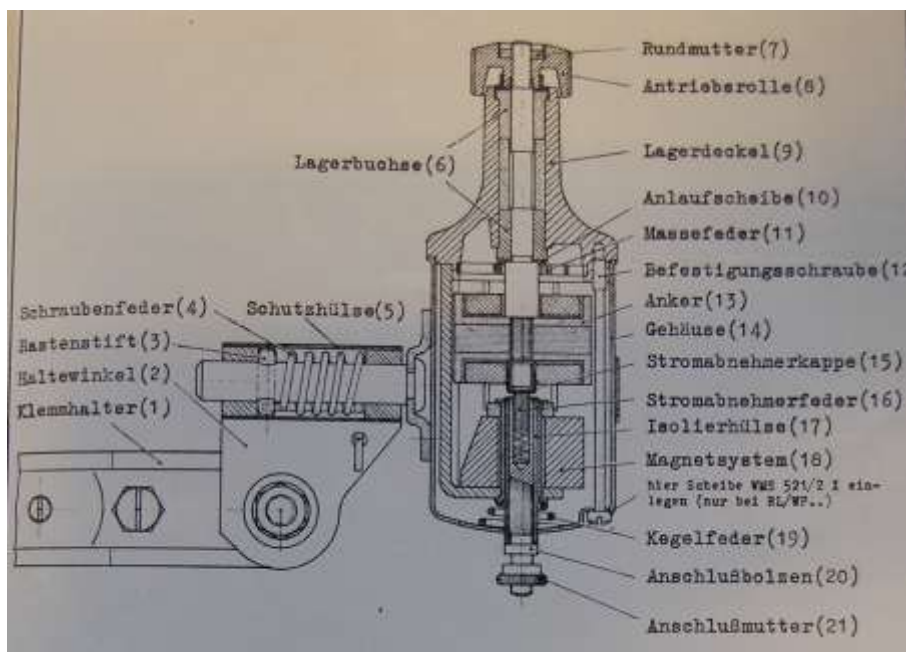 Rundmutter(7)
Antriebsrolle(8)
Lagerbuchse(6)
Lagerdeckel(9)
Anlaufscheibe(10)
Massefeder(11)
Befestigungsschraube(12
Schraubenfeder(4)
Schutzhülse(5)
Anker(13)
Rastenstift(3)
Gehäuse(14)
Haltewinkel(2)
Stromabnehmerkappe(15)
Klemmhalter(1)
Stromabnehmerfeder(16)
Isolierhülse(17)
Magnetsystem(18)
hier Scheibe WMS 521/2 X ein-
legen (nur bei RL/WP..)
Kegelfeder(19)
Anschlußbolzen(20)
Anschlußmutter(21)